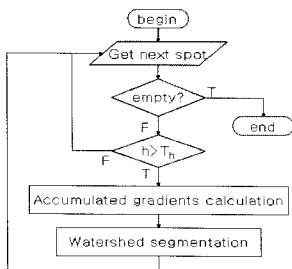 begin
Get next spot
empty?
T
F
end
h>T_h
F
T
Accumulated gradients calculation
Watershed segmentation